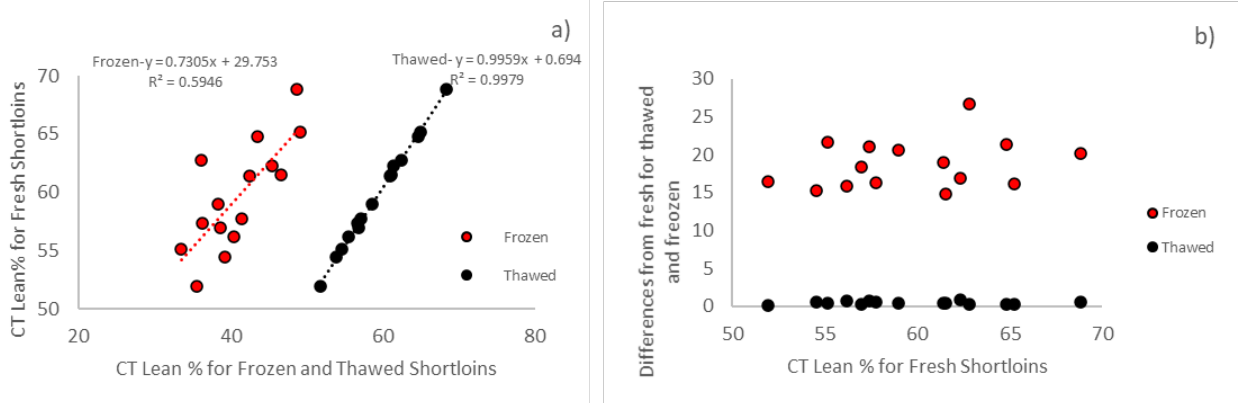 a)
Frozen-y = 0.7305x + 29.753
R² = 0.5946
Thawed- y = 0.9959x + 0.694
R² = 0.9979
CT Lean% for Fresh Shortloins
70
65
60
55
50
20
40
60
80
Frozen
Thawed
CT Lean % for Frozen and Thawed Shortloins
b)
Differences from fresh for thawed
and freozen
30
25
20
15
10
5
0
50
55
60
65
70
Frozen
Thawed
CT Lean % for Fresh Shortloins